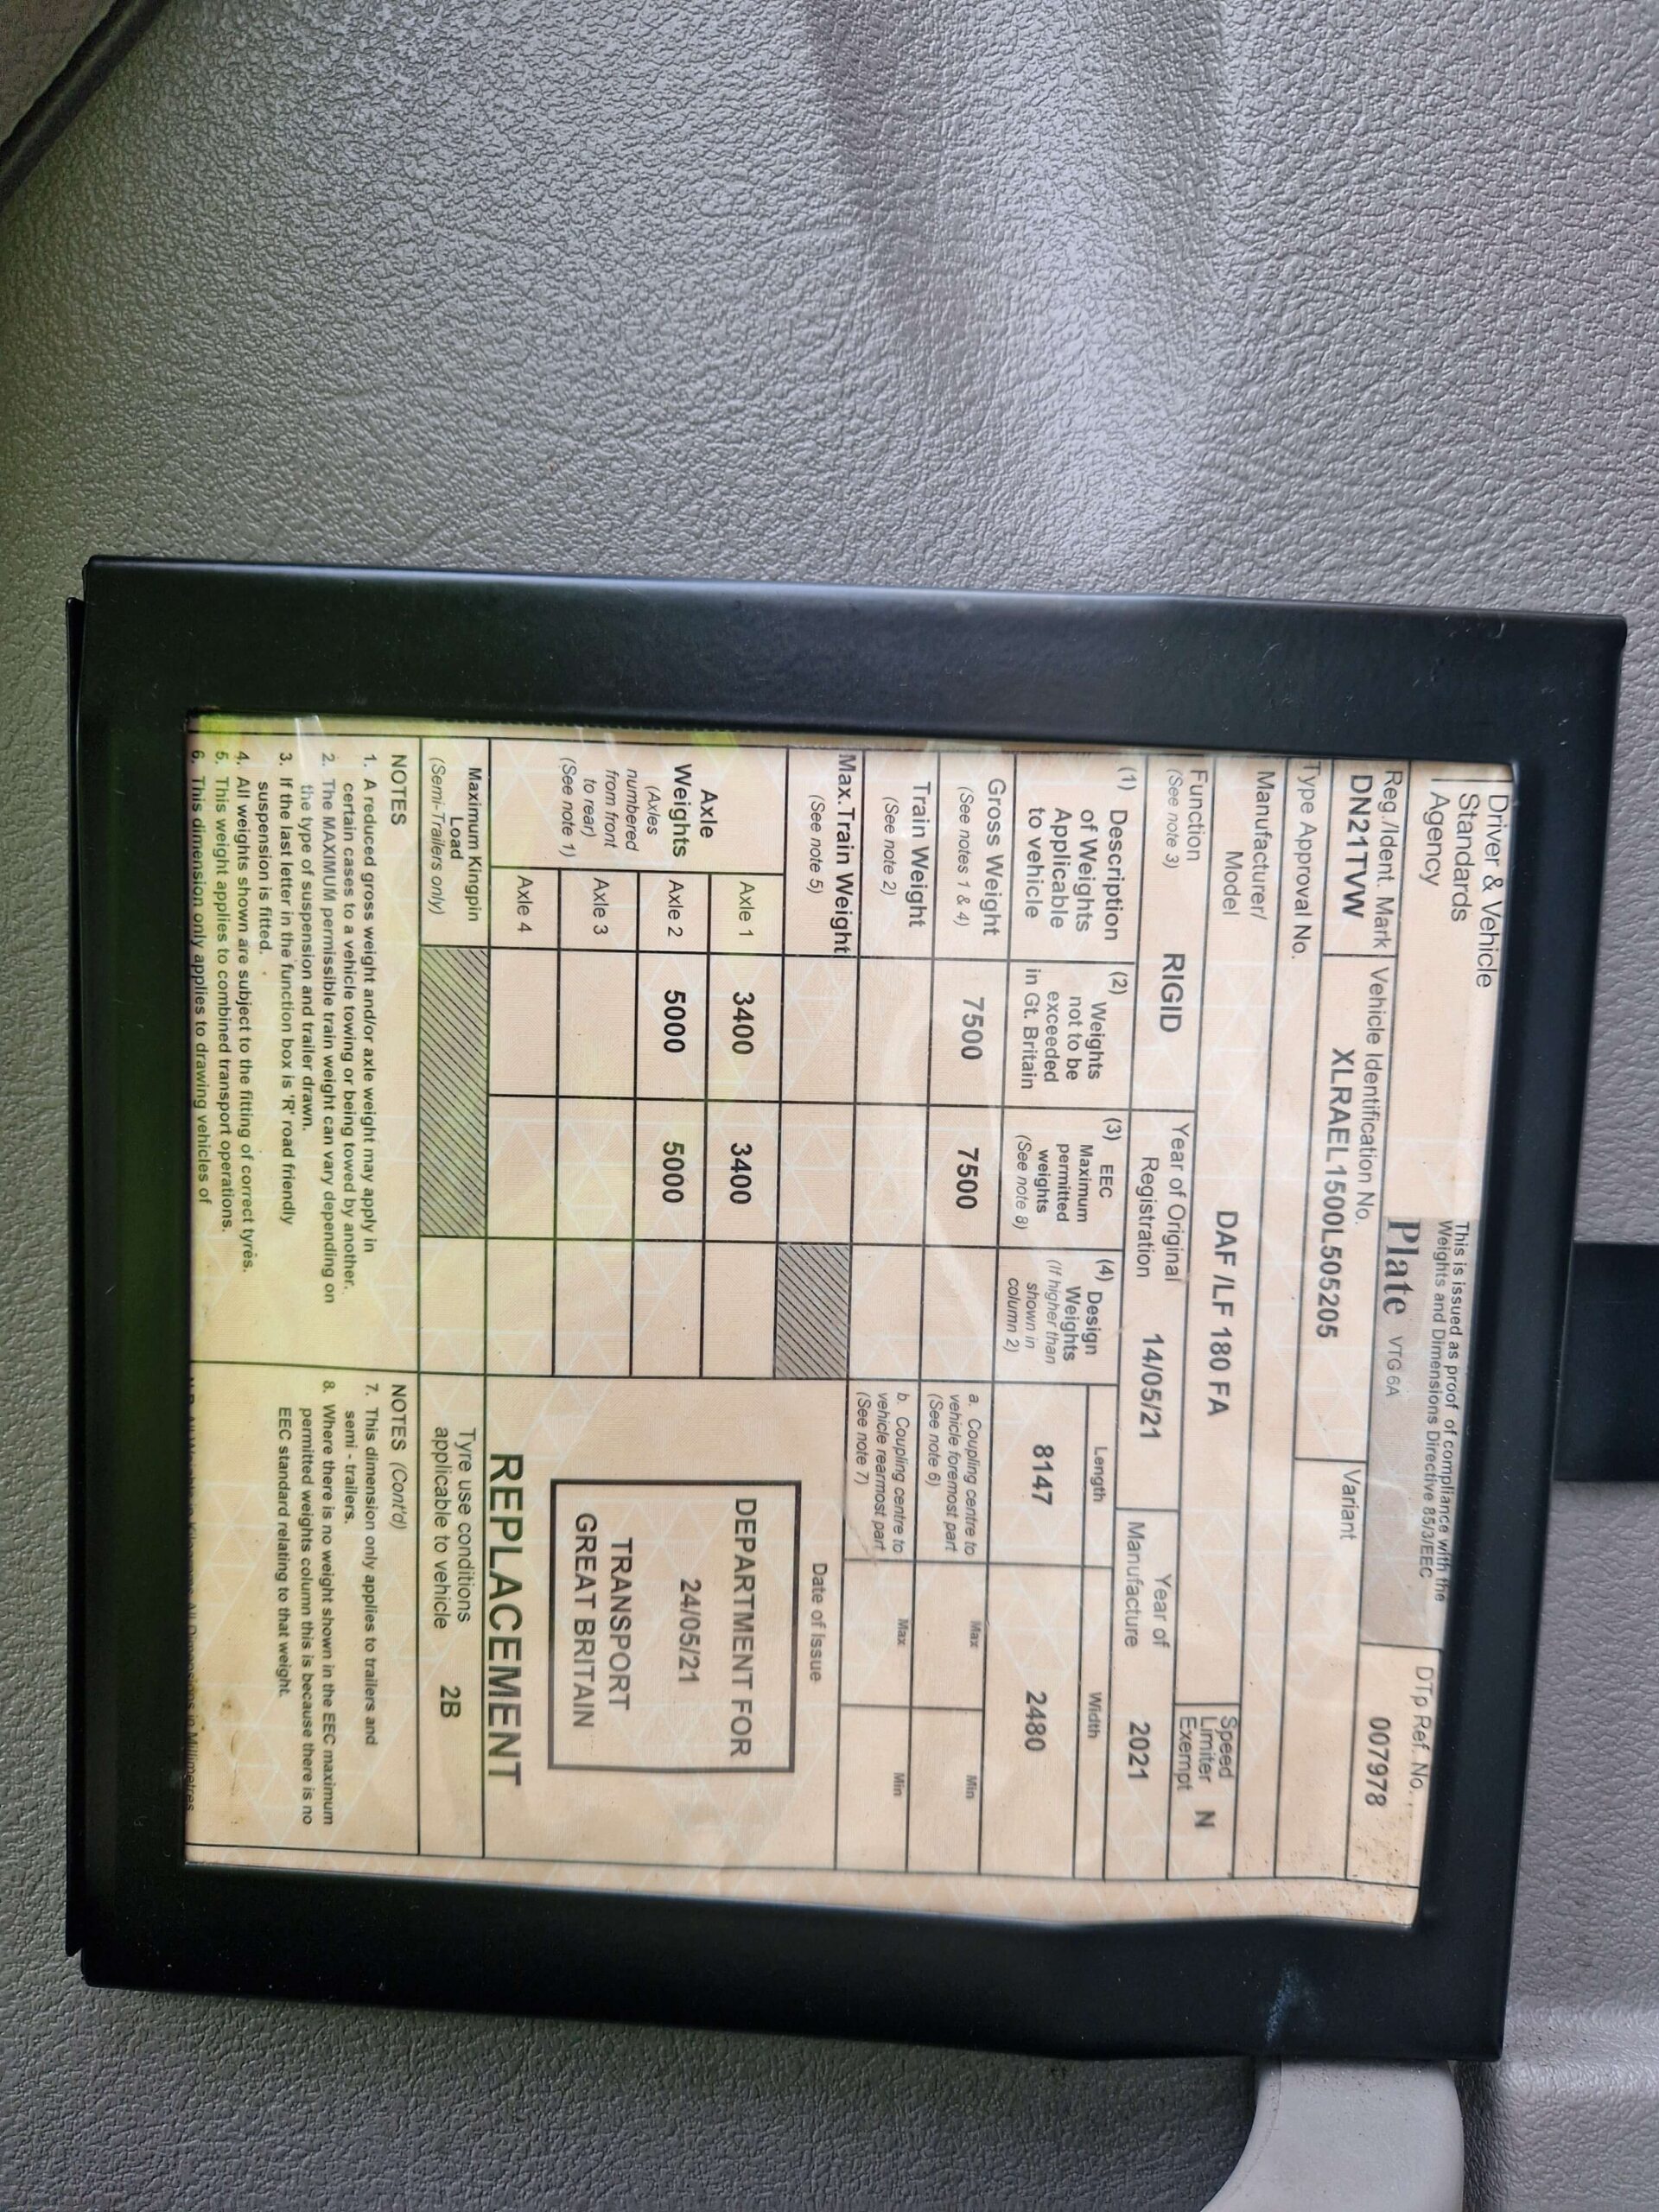 Driver & Vehicle
Standards
Agency
This is issued as proof of compliance with the
Weights and Dimensions Directive 85/3/EEC
Plate VTG 6A
DTp Ref. No.
007978
Reg./Ident. Mark
DN21TVW
Vehicle Identification No.
XLRAEL1500L505205
Variant
Type Approval No.
Manufacturer/
Model
DAF /LF 180 FA
Speed
Limiter
Exempt
N
Function
(See note 3)
RIGID
Year of Original
Registration
14/05/21
Year of
Manufacture
2021
(1) Description
of Weights
Applicable
to vehicle
(2) Weights
not to be
exceeded
in Gt. Britain
(3) EEC
Maximum
permitted
weights
(See note 8)
(4) Design
Weights
(If higher than
shown in
column 2)
Length
8147
Width
2480
Gross Weight
(See notes 1 & 4)
7500
7500
a. Coupling centre to
vehicle foremost part
(See note 6)
Max
Min
Train Weight
(See note 2)
b. Coupling centre to
vehicle rearmost part
(See note 7)
Max
Min
Max.Train Weight
(See note 5)
Date of Issue
Axle
Weights
(Axles
numbered
from front
to rear)
(See note 1)
Axle 1
3400
3400
Axle 2
5000
5000
Axle 3
Axle 4
DEPARTMENT FOR
24/05/21
TRANSPORT
GREAT BRITAIN
REPLACEMENT
Maximum Kingpin
Load
(Semi-Trailers only)
Tyre use conditions
applicable to vehicle
2B
NOTES
1. A reduced gross weight and/or axle weight may apply in
certain cases to a vehicle towing or being towed by another.
2. The MAXIMUM permissible train weight can vary depending on
the type of suspension and trailer drawn.
3. If the last letter in the function box is 'R' road friendly
suspension is fitted.
4. All weights shown are subject to the fitting of correct tyres.
5. This weight applies to combined transport operations.
6. This dimension only applies to drawing vehicles of
NOTES (Cont'd)
7. This dimension only applies to trailers and
semi - trailers.
8. Where there is no weight shown in the EEC maximum
permitted weights column this is because there is no
EEC standard relating to that weight.